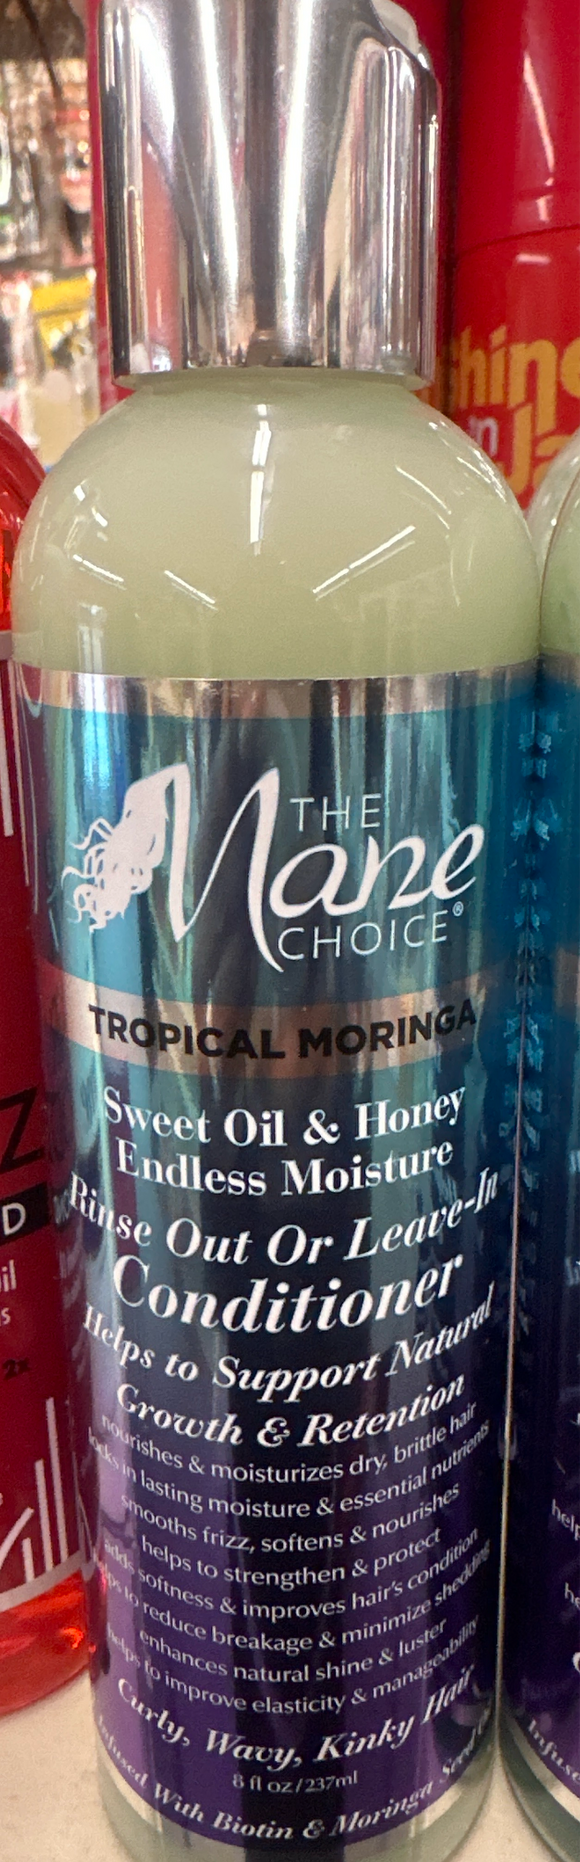 THE
Mane
CHOICE®
TROPICAL MORINGA
Sweet Oil & Honey
Endless Moisture
Rinse Out Or Leave-In
Conditioner
Helps to Support Natural
Growth & Retention
nourishes & moisturizes dry, brittle hair
locks in lasting moisture & essential nutrients
smooths frizz, softens & nourishes
helps to strengthen & protect
adds softness & improves hair's condition
helps to reduce breakage & minimize shedding
enhances natural shine & luster
helps to improve elasticity & manageability
Curly, Wavy, Kinky Hair
8 fl oz/237ml
Infused With Biotin & Moringa Seed
in
D
2x